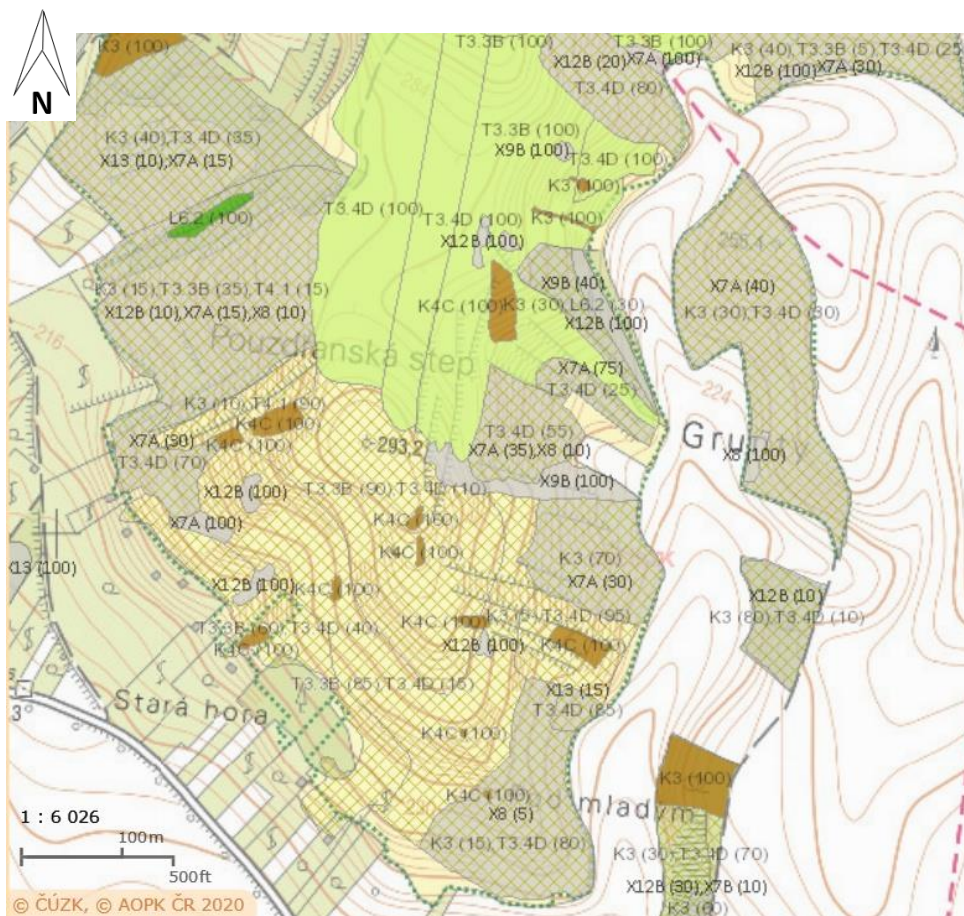 K3 (100)
T3.3B (100)
T3.3B (100)
X12B (20)
X7A (100)
T3.4D (80)
K3 (40), T3.3B (5), T3.4D (25)
X12B (100)
X7A (30)
K3 (40), T3.4D (35)
X13 (10), X7A (15)
T3.3B (100)
X9B (100)
T3.4D (100)
K3 (100)
L6.2 (100)
T3.4D (100)
T3.4D (100)
K3 (100)
X12B (100)
X9B (40)
X7A (40)
K3 (30), T3.4D (30)
K3 (15), T3.3B (35), T4.1 (15)
X12B (10), X7A (15), X8 (10)
K4C (100)
K3 (30), L6.2 (30)
X12B (100)
216
Pouzdřanská step
X7A (75)
T3.4D (25)
224
K3 (10), T4.1 (90)
K4C (100)
K4C (100)
X7A (30)
T3.4D (70)
293,2
T3.4D (55)
X7A (35), X8 (10)
Grunty
X8 (100)
X12B (100)
T3.3B (90), T3.4D (10)
X9B (100)
X7A (100)
K4C (100)
K4C (100)
K3 (70)
X7A (30)
X13 (100)
X12B (100)
K4C (100)
X12B (10)
K3 (80), T3.4D (10)
T3.3B (60), T3.4D (40)
K4C (100)
K4C (100)
K3 (5), T3.4D (95)
X12B (100)
K4C (100)
T3.3B (85), T3.4D (15)
X13 (15)
T3.4D (85)
Stará hora
3
K4C (100)
K3 (100)
K4C (100)
mladým
X8 (5)
K3 (15), T3.4D (80)
K3 (30), T3.4D (70)
X12B (30), X7B (10)
K3 (60)
N
1 : 6 026
100m
500ft
© ČÚZK, © AOPK ČR 2020